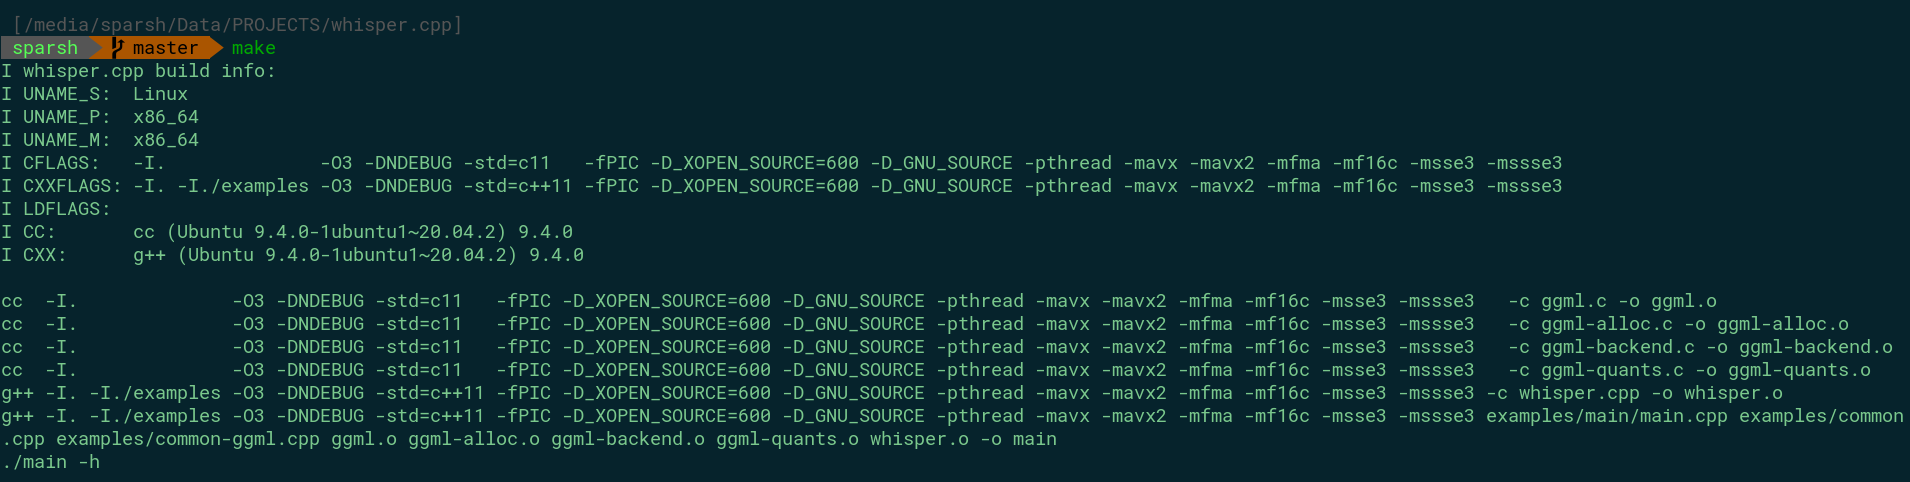 [/media/sparsh/Data/PROJECTS/whisper.cpp]
sparsh master make
I whisper.cpp build info:
I UNAME_S:  Linux
I UNAME_P:  x86_64
I UNAME_M:  x86_64
I CFLAGS:   -I.              -O3 -DNDEBUG -std=c11   -fPIC -D_XOPEN_SOURCE=600 -D_GNU_SOURCE -pthread -mavx -mavx2 -mfma -mf16c -msse3 -mssse3
I CXXFLAGS: -I. -I./examples -O3 -DNDEBUG -std=c++11 -fPIC -D_XOPEN_SOURCE=600 -D_GNU_SOURCE -pthread -mavx -mavx2 -mfma -mf16c -msse3 -mssse3
I LDFLAGS:
I CC:       cc (Ubuntu 9.4.0-1ubuntu1~20.04.2) 9.4.0
I CXX:      g++ (Ubuntu 9.4.0-1ubuntu1~20.04.2) 9.4.0
cc  -I.              -O3 -DNDEBUG -std=c11   -fPIC -D_XOPEN_SOURCE=600 -D_GNU_SOURCE -pthread -mavx -mavx2 -mfma -mf16c -msse3 -mssse3   -c ggml.c -o ggml.o
cc  -I.              -O3 -DNDEBUG -std=c11   -fPIC -D_XOPEN_SOURCE=600 -D_GNU_SOURCE -pthread -mavx -mavx2 -mfma -mf16c -msse3 -mssse3   -c ggml-alloc.c -o ggml-alloc.o
cc  -I.              -O3 -DNDEBUG -std=c11   -fPIC -D_XOPEN_SOURCE=600 -D_GNU_SOURCE -pthread -mavx -mavx2 -mfma -mf16c -msse3 -mssse3   -c ggml-backend.c -o ggml-backend.o
cc  -I.              -O3 -DNDEBUG -std=c11   -fPIC -D_XOPEN_SOURCE=600 -D_GNU_SOURCE -pthread -mavx -mavx2 -mfma -mf16c -msse3 -mssse3   -c ggml-quants.c -o ggml-quants.o
g++ -I. -I./examples -O3 -DNDEBUG -std=c++11 -fPIC -D_XOPEN_SOURCE=600 -D_GNU_SOURCE -pthread -mavx -mavx2 -mfma -mf16c -msse3 -mssse3 -c whisper.cpp -o whisper.o
g++ -I. -I./examples -O3 -DNDEBUG -std=c++11 -fPIC -D_XOPEN_SOURCE=600 -D_GNU_SOURCE -pthread -mavx -mavx2 -mfma -mf16c -msse3 -mssse3 examples/main/main.cpp examples/common
.cpp examples/common-ggml.cpp ggml.o ggml-alloc.o ggml-backend.o ggml-quants.o whisper.o -o main
./main -h